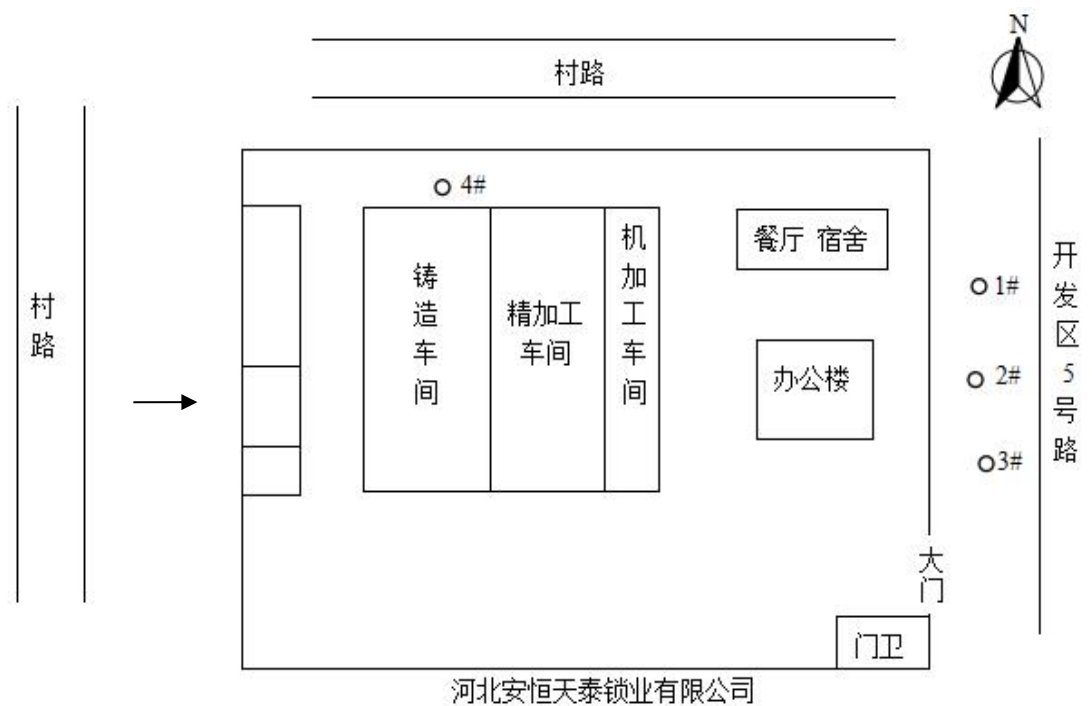 N
村路
4#
餐厅 宿舍
机加工车间
铸造车间
精加工
车间
1#
开发区5号路
村路
办公楼
2#
3#
大门
门卫
河北安恒天泰锁业有限公司